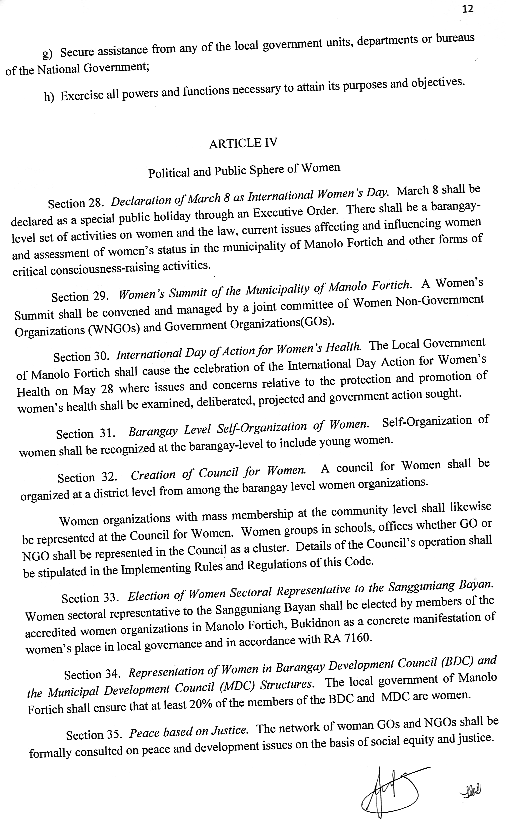 12
g) Secure assistance from any of the local government units, departments or bureaus
of the National Government;
h) Exercise all powers and functions necessary to attain its purposes and objectives.
ARTICLE IV
Political and Public Sphere of Women
Section 28. Declaration of March 8 as International Women's Day. March 8 shall be
declared as a special public holiday through an Executive Order. There shall be a barangay-
level set of activities on women and the law, current issues affecting and influencing women
and assessment of women's status in the municipality of Manolo Fortich and other forms of
critical consciousness-raising activities.
Section 29. Women's Summit of the Municipality of Manolo Fortich. A Women's
Summit shall be convened and managed by a joint committee of Women Non-Government
Organizations (WNGOs) and Government Organizations(GOs).
Section 30. International Day of Action for Women's Health. The Local Government
of Manolo Fortich shall cause the celebration of the International Day Action for Women's
Health on May 28 where issues and concerns relative to the protection and promotion of
women's health shall be examined, deliberated, projected and government action sought.
Section 31. Barangay Level Self-Organization of Women. Self-Organization of
women shall be recognized at the barangay-level to include young women.
Section 32. Creation of Council for Women. A council for Women shall be
organized at a district level from among the barangay level women organizations.
Women organizations with mass membership at the community level shall likewise
be represented at the Council for Women. Women groups in schools, offices whether GO or
NGO shall be represented in the Council as a cluster. Details of the Council's operation shall
be stipulated in the Implementing Rules and Regulations of this Code.
Section 33. Election of Women Sectoral Representative to the Sangguniang Bayan.
Women sectoral representative to the Sangguniang Bayan shall be elected by members of the
accredited women organizations in Manolo Fortich, Bukidnon as a concrete manifestation of
women's place in local governance and in accordance with RA 7160.
Section 34. Representation of Women in Barangay Development Council (BDC) and
the Municipal Development Council (MDC) Structures. The local government of Manolo
Fortich shall ensure that at least 20% of the members of the BDC and MDC are women.
Section 35. Peace based on Justice. The network of woman GOs and NGOs shall be
formally consulted on peace and development issues on the basis of social equity and justice.